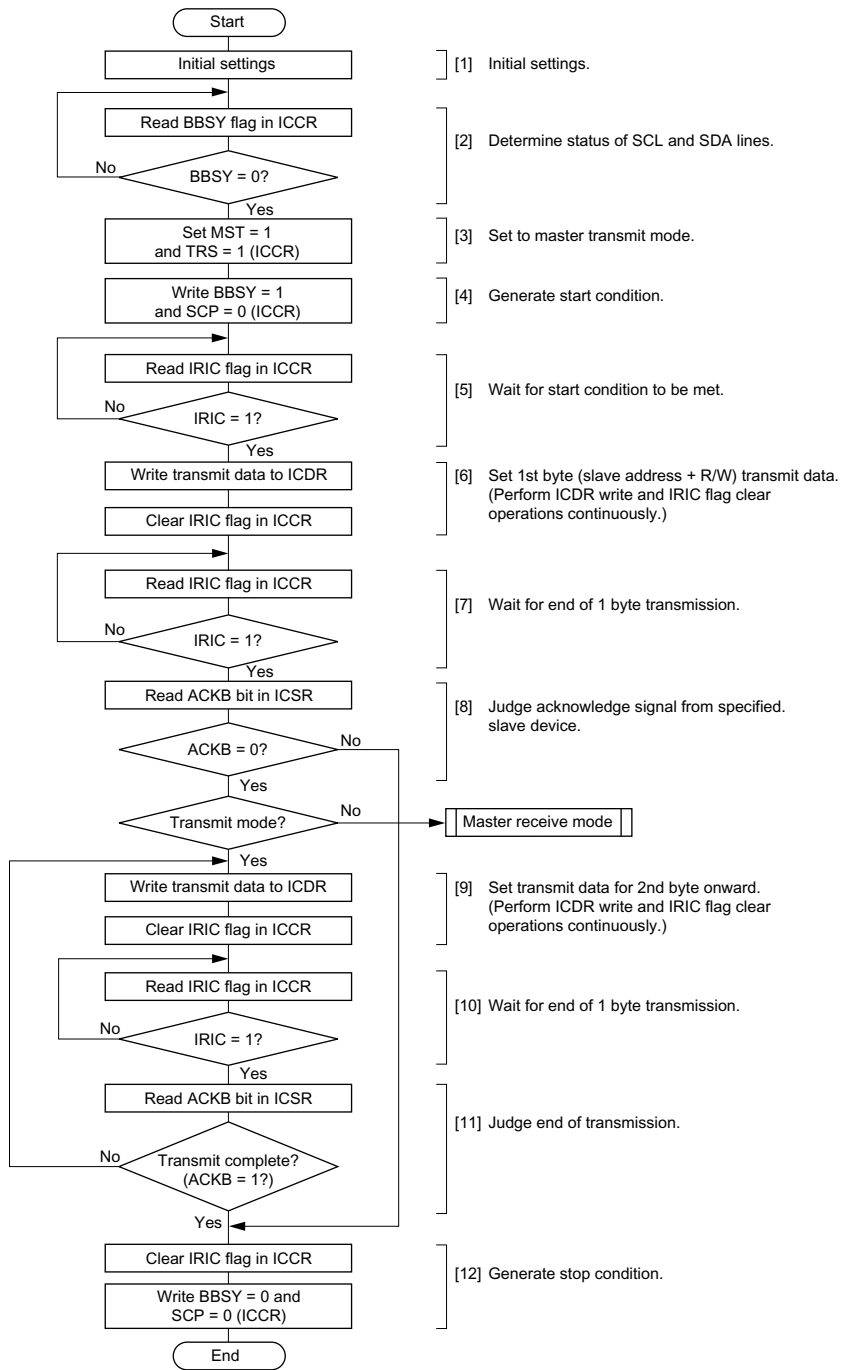 Start
Initial settings
[1] Initial settings.
Read BBSY flag in ICCR
[2] Determine status of SCL and SDA lines.
No
BBSY = 0?
Yes
Set MST = 1
and TRS = 1 (ICCR)
[3] Set to master transmit mode.
Write BBSY = 1
and SCP = 0 (ICCR)
[4] Generate start condition.
Read IRIC flag in ICCR
[5] Wait for start condition to be met.
No
IRIC = 1?
Yes
Write transmit data to ICDR
[6] Set 1st byte (slave address + R/W) transmit data.
(Perform ICDR write and IRIC flag clear
operations continuously.)
Clear IRIC flag in ICCR
Read IRIC flag in ICCR
[7] Wait for end of 1 byte transmission.
No
IRIC = 1?
Yes
Read ACKB bit in ICSR
[8] Judge acknowledge signal from specified.
slave device.
ACKB = 0?
No
Yes
Transmit mode?
No
Master receive mode
Yes
Write transmit data to ICDR
[9] Set transmit data for 2nd byte onward.
(Perform ICDR write and IRIC flag clear
operations continuously.)
Clear IRIC flag in ICCR
Read IRIC flag in ICCR
[10] Wait for end of 1 byte transmission.
No
IRIC = 1?
Yes
Read ACKB bit in ICSR
[11] Judge end of transmission.
No
Transmit complete?
(ACKB = 1?)
Yes
Clear IRIC flag in ICCR
[12] Generate stop condition.
Write BBSY = 0 and
SCP = 0 (ICCR)
End